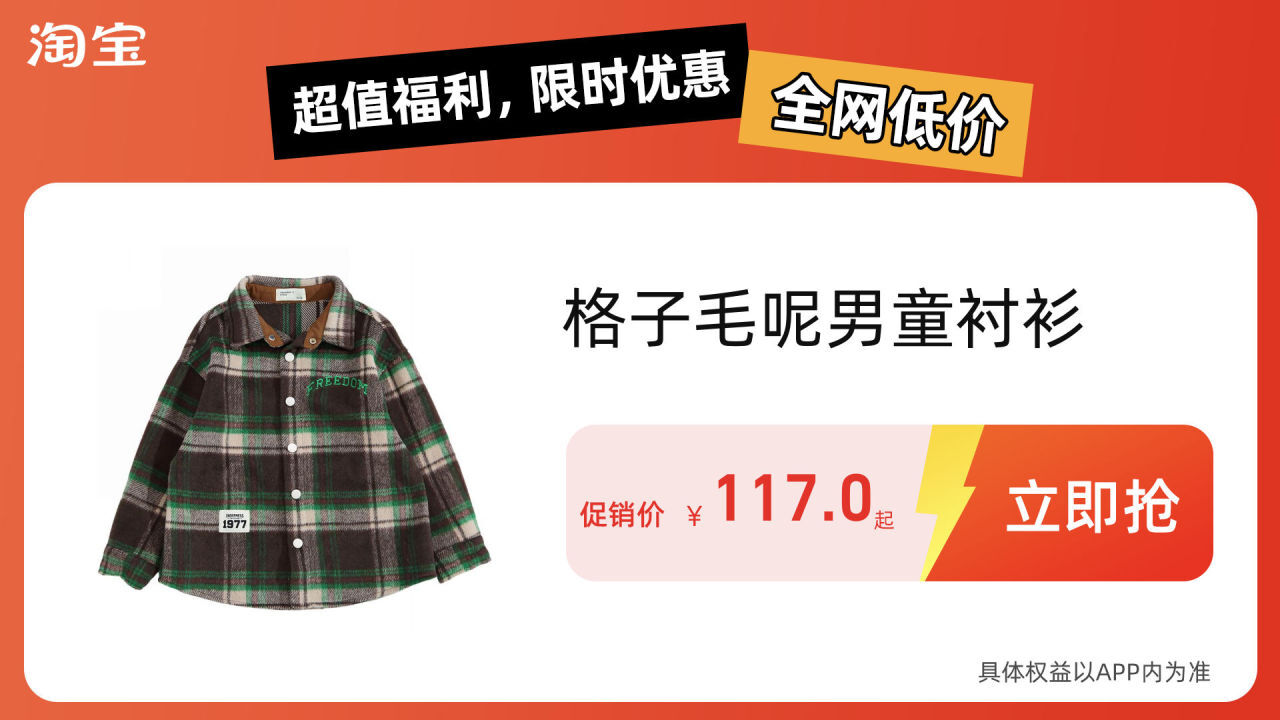 淘宝
超值福利，限时优惠
全网低价
格子毛呢男童衬衫
FREEDOM
1977
促销价 ¥ 117.0起
立即抢
具体权益以APP内为准